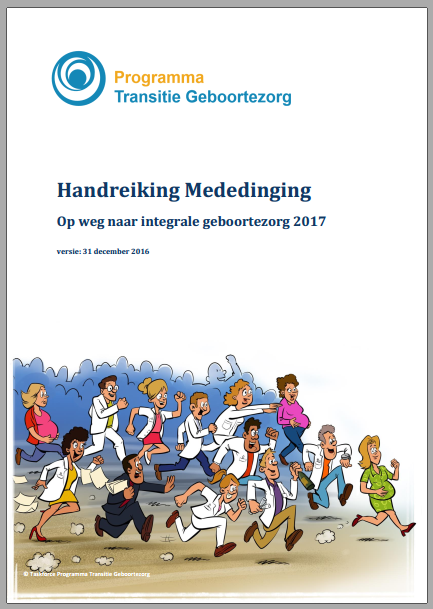 Programma
Transitie Geboortezorg
Handreiking Mededinging
Op weg naar integrale geboortezorg 2017
versie: 31 december 2016
© Taskforce Programma Transitie Geboortezorg